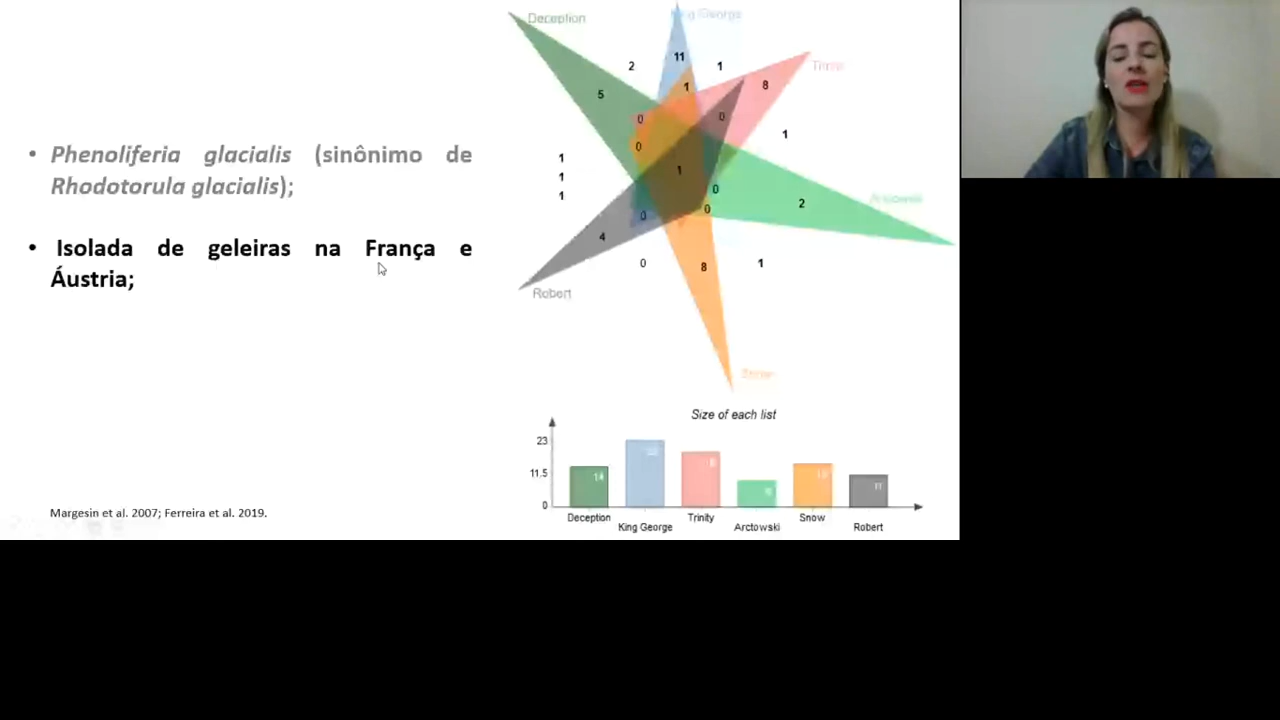 • Phenoliferia glacialis (sinônimo de
Rhodotorula glacialis);
• Isolada de geleiras na França e
Áustria;
Margesin et al. 2007; Ferreira et al. 2019.
Deception
King George
2
11
1
8
5
1
0
0
1
0
1
1
1
1
0
2
Arctowski
0
0
4
0
8
1
Robert
Snow
Size of each list
23
11.5
0
14
11
Deception
King George
Trinity
Arctowski
Snow
Robert